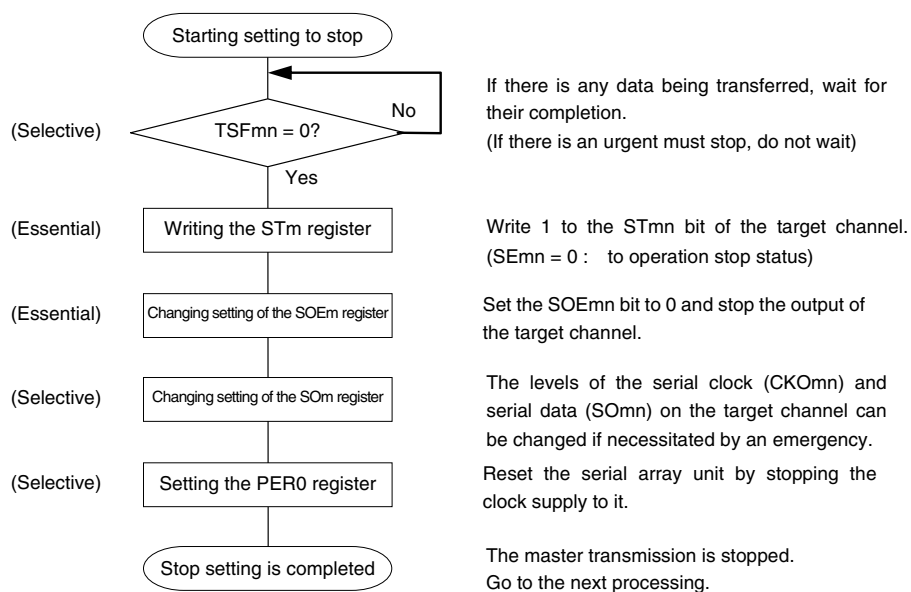 Starting setting to stop
No
If there is any data being transferred, wait for
their completion.
(If there is an urgent must stop, do not wait)
(Selective)
TSFmn = 0?
Yes
(Essential)
Writing the STm register
Write 1 to the STmn bit of the target channel.
(SEmn = 0 : to operation stop status)
(Essential)
Changing setting of the SOEm register
Set the SOEmn bit to 0 and stop the output of
the target channel.
(Selective)
Changing setting of the SOm register
The levels of the serial clock (CKOmn) and
serial data (SOmn) on the target channel can
be changed if necessitated by an emergency.
(Selective)
Setting the PER0 register
Reset the serial array unit by stopping the
clock supply to it.
Stop setting is completed
The master transmission is stopped.
Go to the next processing.